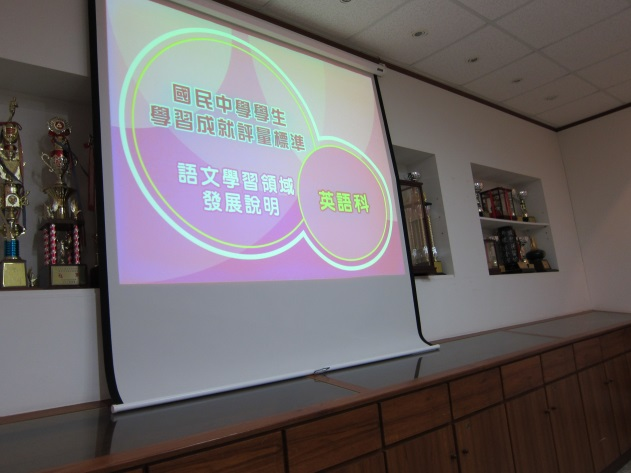 國民中學學生
學習成就評量標準
語文學習領域
發展說明
英語科